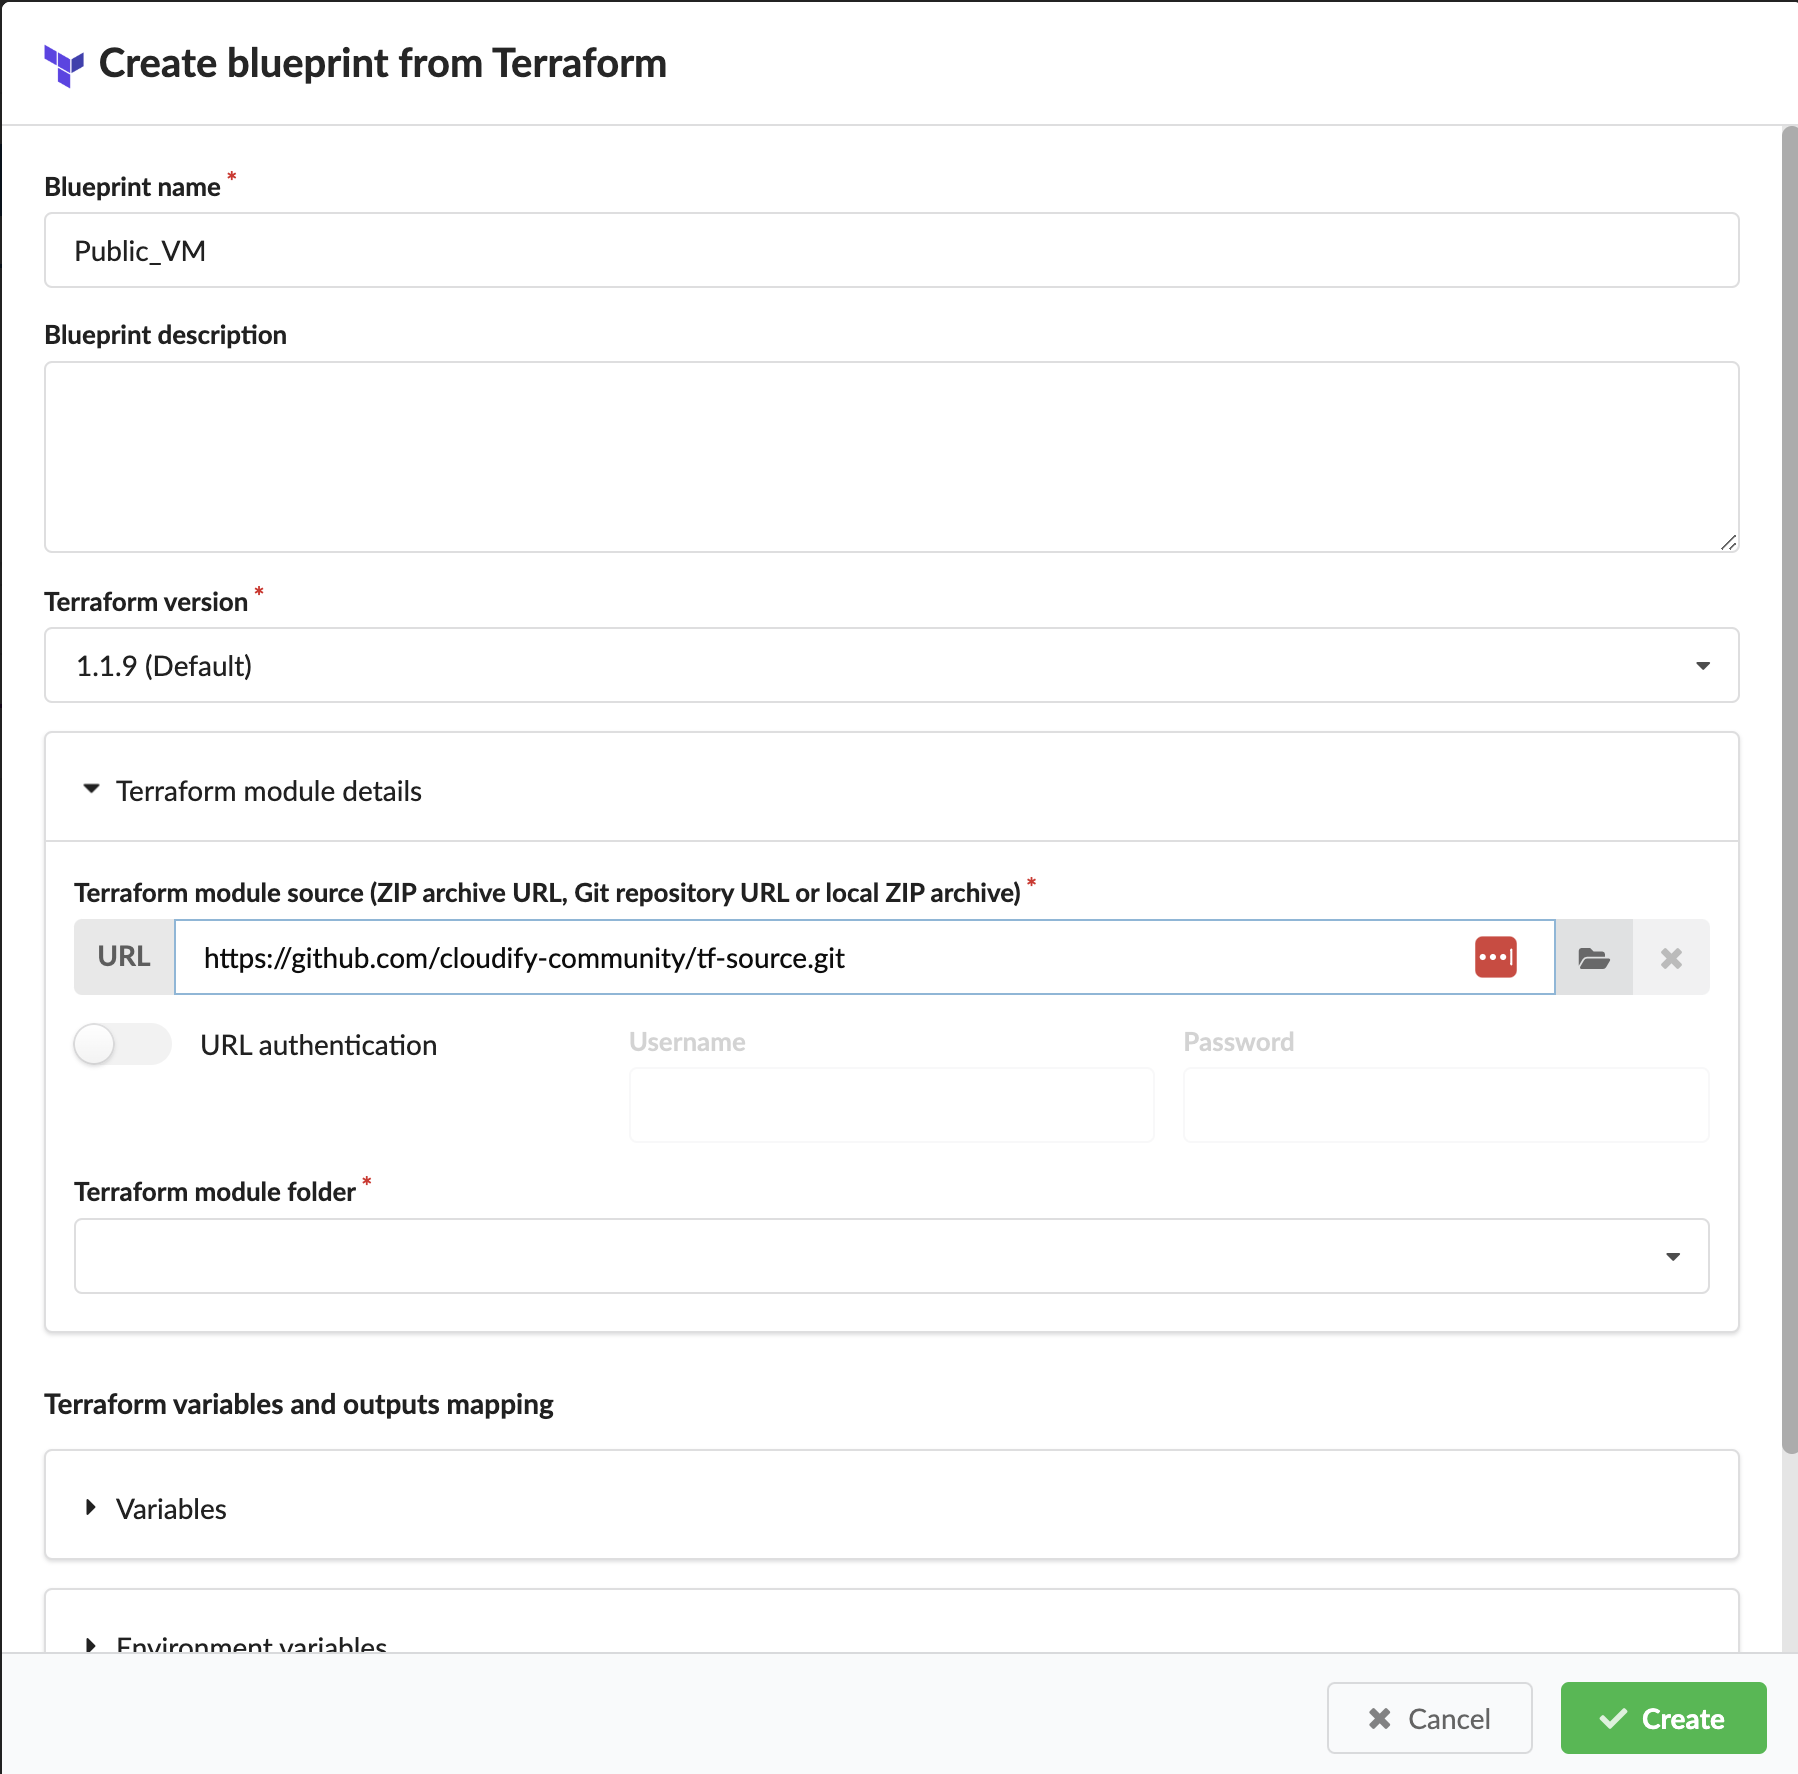 Create blueprint from Terraform
Blueprint name *
Public_VM
Blueprint description
Terraform version *
1.1.9 (Default)
Terraform module details
Terraform module source (ZIP archive URL, Git repository URL or local ZIP archive) *
URL https://github.com/cloudify-community/tf-source.git
URL authentication
Username
Password
Terraform module folder *
Terraform variables and outputs mapping
Variables
Environment variables
Cancel
Create